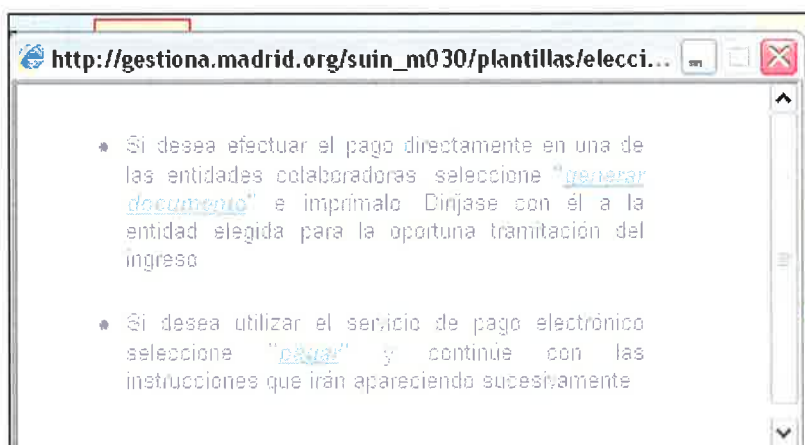 http://gestiona.madrid.org/suin_m030/plantillas/elecci...
• Si desea efectuar el pago directamente en una de
las entidades colaboradoras seleccione "generar
documento" e imprímalo. Diríjase con él a la
entidad elegida para la oportuna tramitación del
ingreso
• Si desea utilizar el servicio de pago electrónico
seleccione "pagar" y continúe con las
instrucciones que irán apareciendo sucesivamente